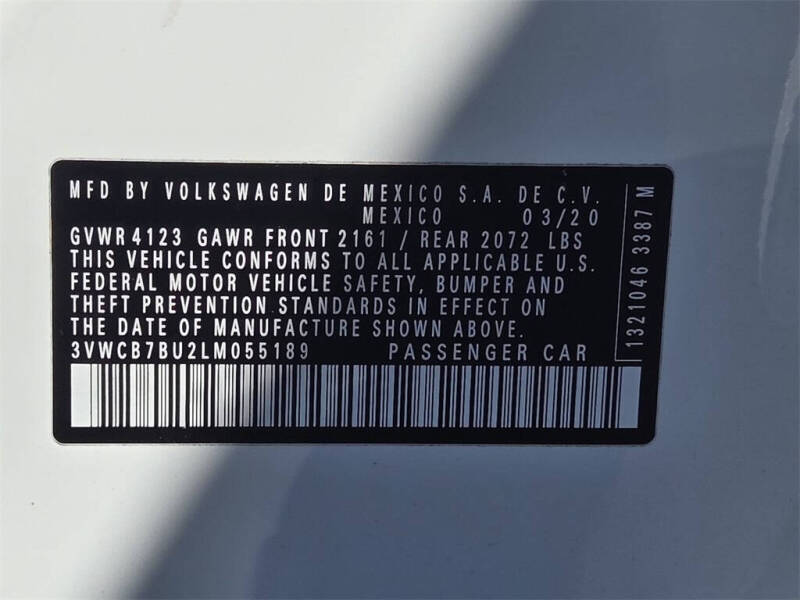 MFD BY VOLKSWAGEN DE MEXICO S.A. DE C.V.
MEXICO 03/20
GVWR 4123 GAWR FRONT 2161 / REAR 2072 LBS
THIS VEHICLE CONFORMS TO ALL APPLICABLE U.S.
FEDERAL MOTOR VEHICLE SAFETY, BUMPER AND
THEFT PREVENTION STANDARDS IN EFFECT ON
THE DATE OF MANUFACTURE SHOWN ABOVE.
3VWCB7BU2LM055189 PASSENGER CAR
1321046 3387 M